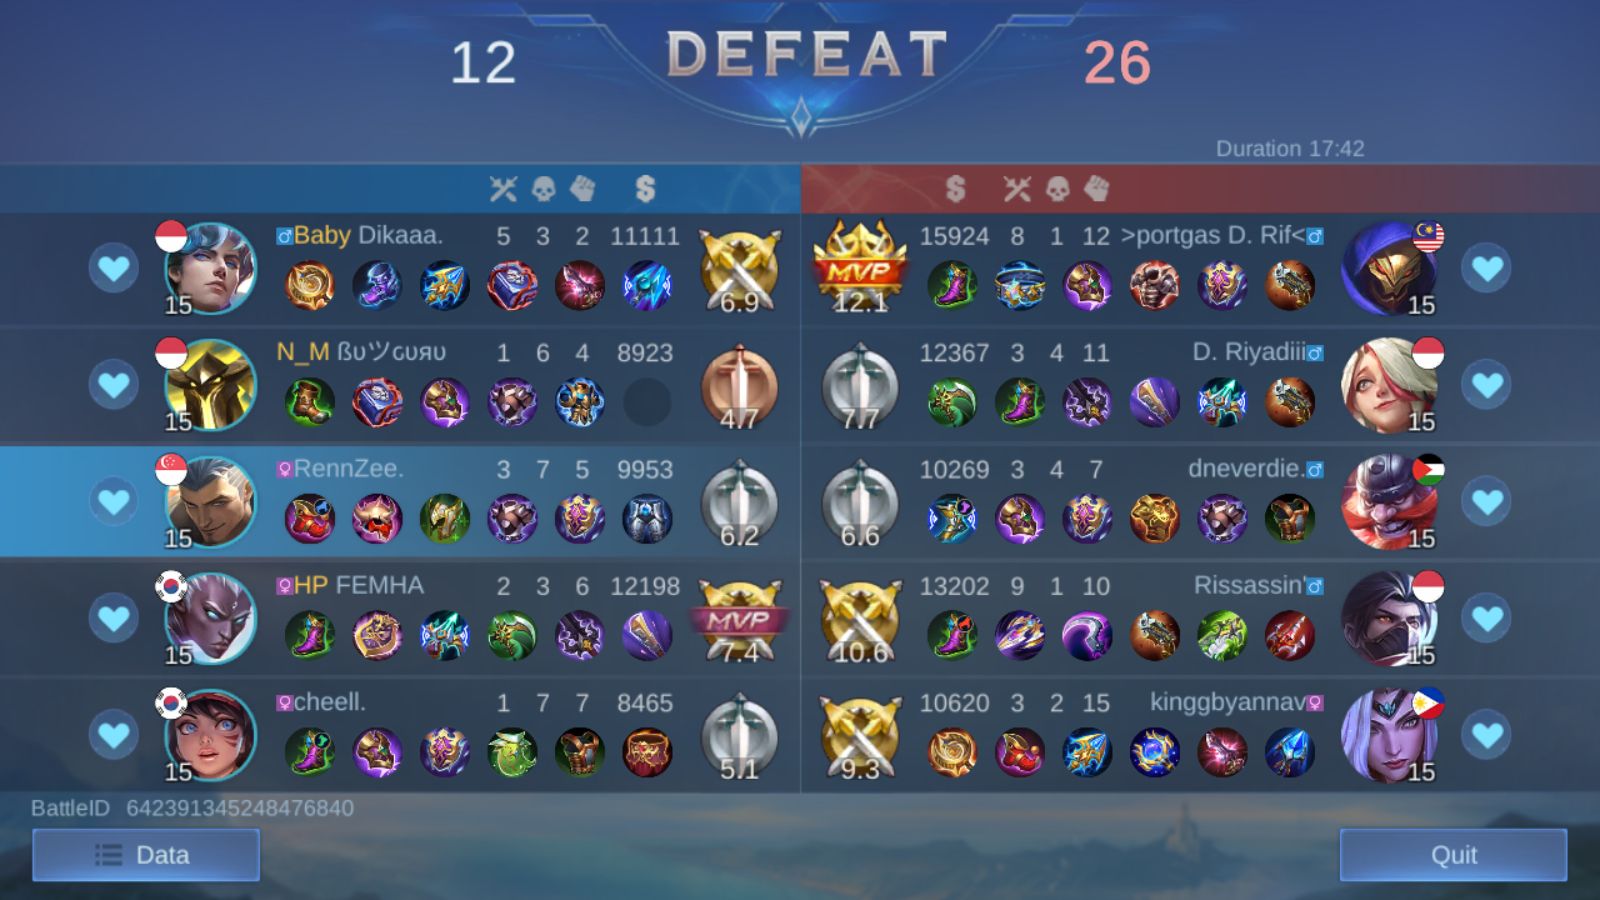 12 DEFEAT 26
Duration 17:42
♂Baby Dikaaa. 5 3 2 11111
15 6.9
MVP 15924 8 1 12 >portgas D. Rif<♂
12.1 15
N_M ßυツcυяυ 1 6 4 8923
15 4.7
12367 3 4 11 D. Riyadiii♂
7.7 15
♀RennZee. 3 7 5 9953
15 6.2
10269 3 4 7 dneverdie.♂
6.6 15
♀HP FEMHA 2 3 6 12198
15 MVP 7.4
13202 9 1 10 Rissassin'♂
10.6 15
♀cheell. 1 7 7 8465
15 5.1
10620 3 2 15 kinggbyannav♀
9.3 15
BattleID 642391345248476840
Data
Quit